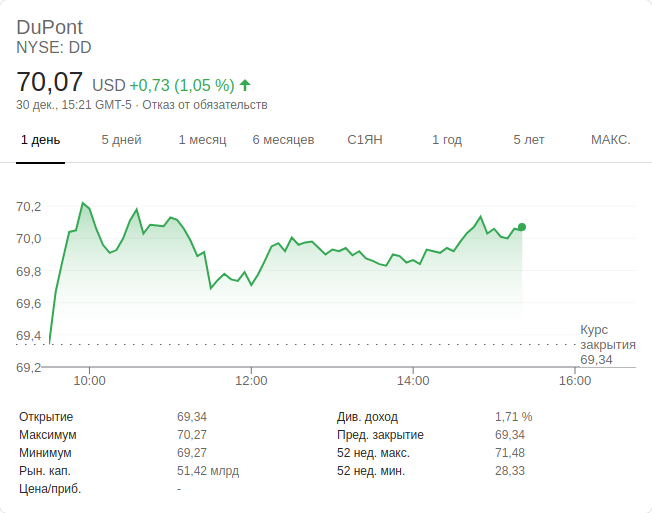 DuPont
NYSE: DD
70,07 USD +0,73 (1,05 %)
30 дек., 15:21 GMT-5 · Отказ от обязательств
1 день 5 дней 1 месяц 6 месяцев С1ЯН 1 год 5 лет МАКС.
70,2
70,0
69,8
69,6
69,4
69,2
Курс
закрытия
69,34
10:00 12:00 14:00 16:00
Открытие 69,34 Див. доход 1,71 %
Максимум 70,27 Пред. закрытие 69,34
Минимум 69,27 52 нед. макс. 71,48
Рын. кап. 51,42 млрд 52 нед. мин. 28,33
Цена/приб. -